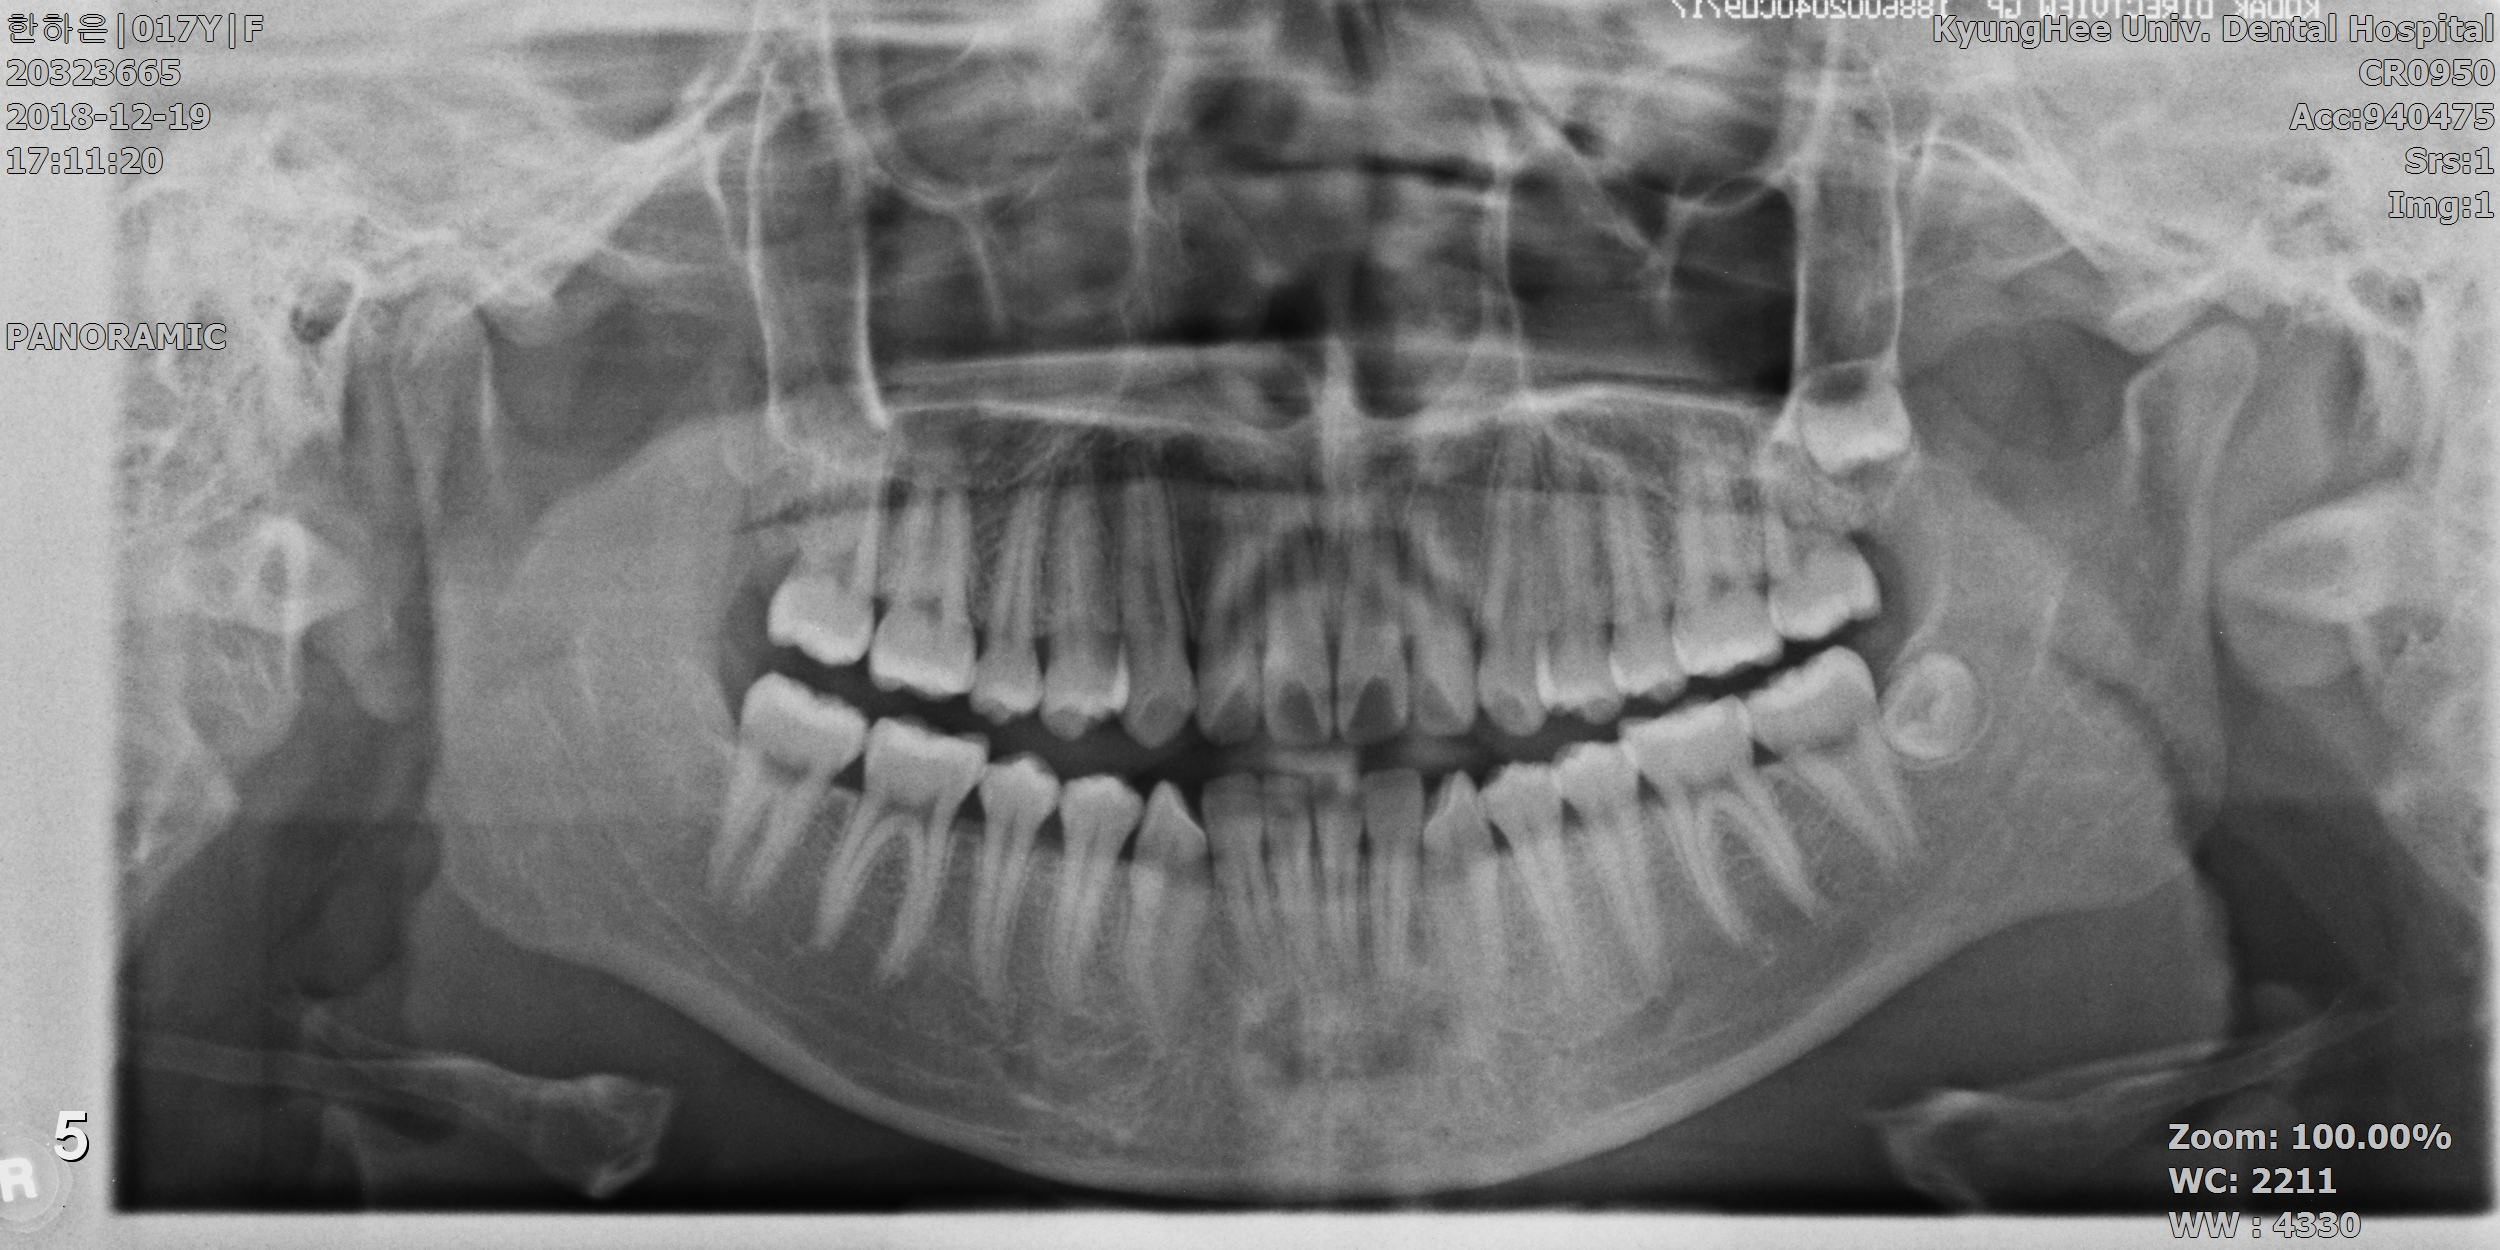 한하은|017Y|F
20323665
2018-12-19
17:11:20
PANORAMIC
KyungHee Univ. Dental Hospital
CR0950
Acc:940475
Srs:1
Img:1
5
R
Zoom: 100.00%
WC: 2211
WW : 4330